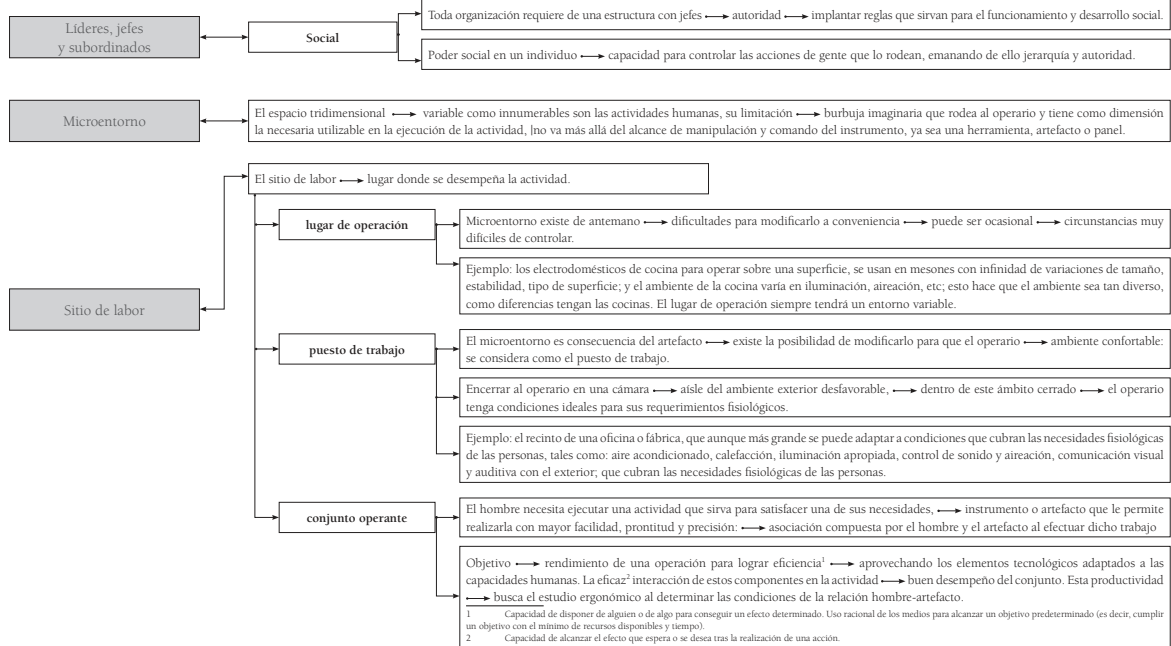 Líderes, jefes
y subordinados
Social
Toda organización requiere de una estructura con jefes ⟶ autoridad ⟶ implantar reglas que sirvan para el funcionamiento y desarrollo social.
Poder social en un individuo ⟶ capacidad para controlar las acciones de gente que lo rodean, emanando de ello jerarquía y autoridad.
Microentorno
El espacio tridimensional ⟶ variable como innumerables son las actividades humanas, su limitación ⟶ burbuja imaginaria que rodea al operario y tiene como dimensión
la necesaria utilizable en la ejecución de la actividad, |no va más allá del alcance de manipulación y comando del instrumento, ya sea una herramienta, artefacto o panel.
Sitio de labor
El sitio de labor ⟶ lugar donde se desempeña la actividad.
lugar de operación
Microentorno existe de antemano ⟶ dificultades para modificarlo a conveniencia ⟶ puede ser ocasional ⟶ circunstancias muy
difíciles de controlar.
Ejemplo: los electrodomésticos de cocina para operar sobre una superficie, se usan en mesones con infinidad de variaciones de tamaño,
estabilidad, tipo de superficie; y el ambiente de la cocina varía en iluminación, aireación, etc; esto hace que el ambiente sea tan diverso,
como diferencias tengan las cocinas. El lugar de operación siempre tendrá un entorno variable.
puesto de trabajo
El microentorno es consecuencia del artefacto ⟶ existe la posibilidad de modificarlo para que el operario ⟶ ambiente confortable:
se considera como el puesto de trabajo.
Encerrar al operario en una cámara ⟶ aísle del ambiente exterior desfavorable, ⟶ dentro de este ámbito cerrado ⟶ el operario
tenga condiciones ideales para sus requerimientos fisiológicos.
Ejemplo: el recinto de una oficina o fábrica, que aunque más grande se puede adaptar a condiciones que cubran las necesidades fisiológicas
de las personas, tales como: aire acondicionado, calefacción, iluminación apropiada, control de sonido y aireación, comunicación visual
y auditiva con el exterior; que cubran las necesidades fisiológicas de las personas.
conjunto operante
El hombre necesita ejecutar una actividad que sirva para satisfacer una de sus necesidades, ⟶ instrumento o artefacto que le permite
realizarla con mayor facilidad, prontitud y precisión: ⟶ asociación compuesta por el hombre y el artefacto al efectuar dicho trabajo
Objetivo ⟶ rendimiento de una operación para lograr eficiencia¹ ⟶ aprovechando los elementos tecnológicos adaptados a las
capacidades humanas. La eficaz² interacción de estos componentes en la actividad ⟶ buen desempeño del conjunto. Esta productividad
⟶ busca el estudio ergonómico al determinar las condiciones de la relación hombre-artefacto.
1 Capacidad de disponer de alguien o de algo para conseguir un efecto determinado. Uso racional de los medios para alcanzar un objetivo predeterminado (es decir, cumplir
un objetivo con el mínimo de recursos disponibles y tiempo).
2 Capacidad de alcanzar el efecto que espera o se desea tras la realización de una acción.